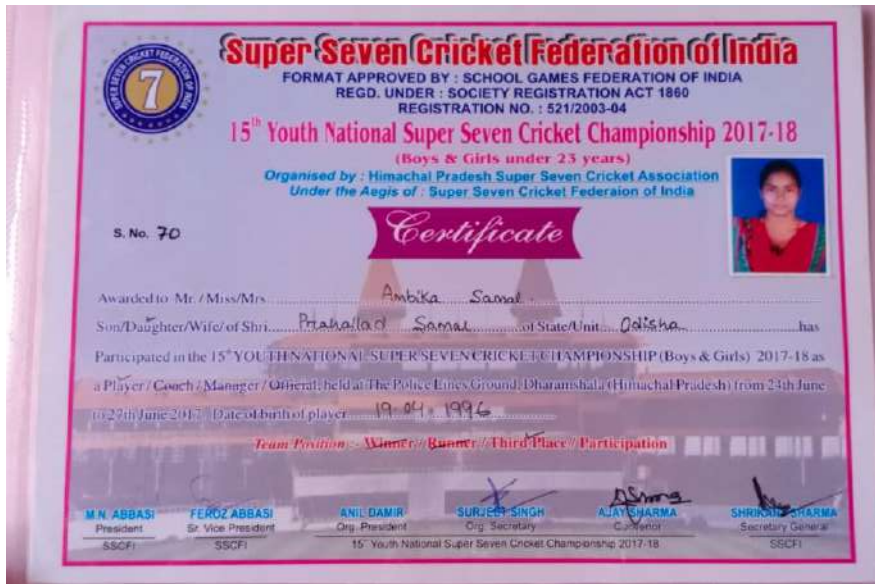 Super Seven Cricket Federation of India
FORMAT APPROVED BY : SCHOOL GAMES FEDERATION OF INDIA
REGD. UNDER : SOCIETY REGISTRATION ACT 1860
REGISTRATION NO. : 521/2003-04
15th Youth National Super Seven Cricket Championship 2017-18
(Boys & Girls under 23 years)
Organised by : Himachal Pradesh Super Seven Cricket Association
Under the Aegis of : Super Seven Cricket Federaion of India
SUPER SEVEN CRICKET FEDERATION OF INDIA
7
S. No. 70
Certificate
Awarded to Mr. / Miss/Mrs. Ambika Samal
Son/Daughter/Wife/of Shri. Prahallad Samal of State/Unit Odisha has
Participated in the 15th YOUTH NATIONAL SUPER SEVEN CRICKET CHAMPIONSHIP (Boys & Girls) 2017-18 as
a Player / Coach / Manager / Official, held at The Police Lines Ground, Dharamshala (Himachal Pradesh) from 24th June
to 27th June 2017. Date of birth of player 19.04.1996
Team Position :- Winner / Runner / Third Place / Participation
M.N. ABBASI FEROZ ABBASI ANIL DAMIR SURJEET SINGH AJAY SHARMA SHRIKANT SHARMA
President Sr. Vice President Org. President Org. Secretary Convenor Secretary General
SSCFI SSCFI 15th Youth National Super Seven Cricket Championship 2017-18 SSCFI